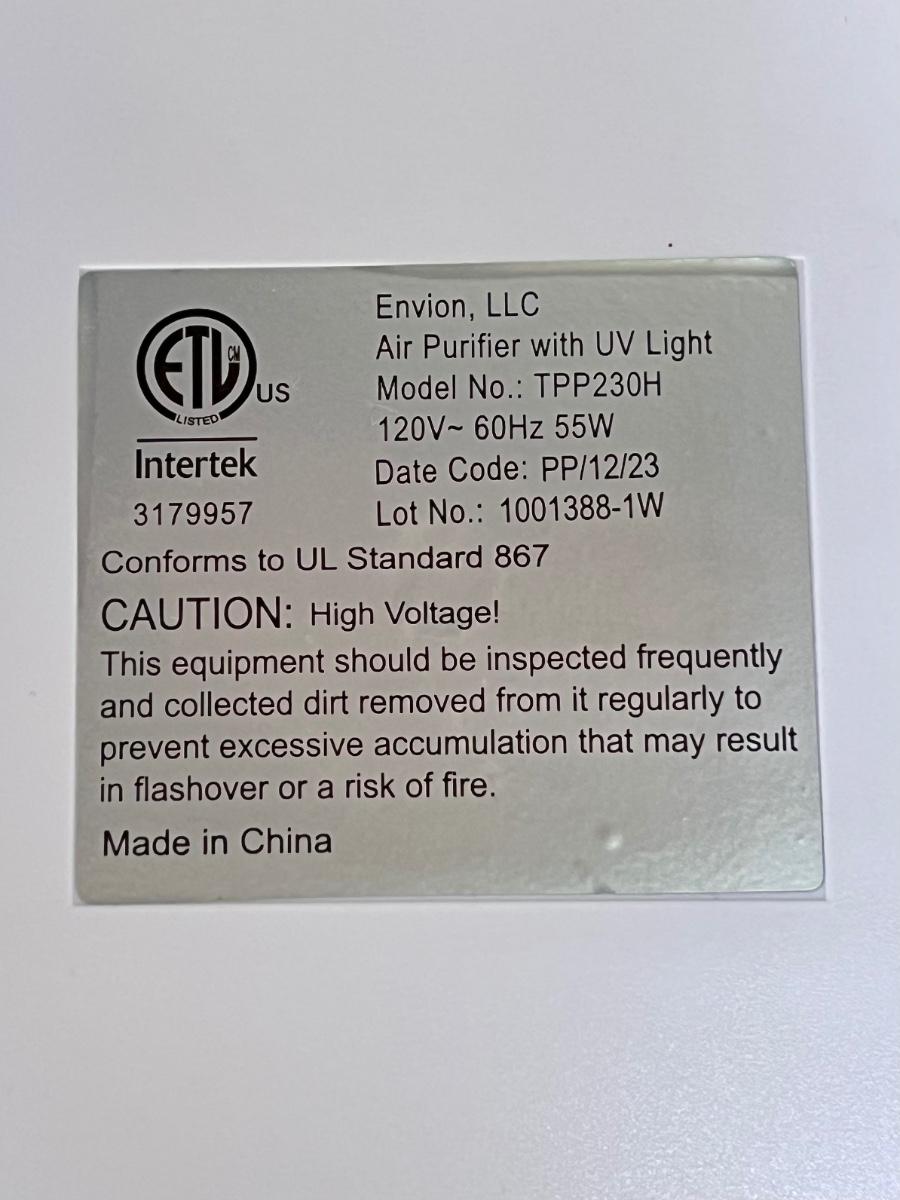 ETL CM
LISTED
US
Intertek
3179957
Envion, LLC
Air Purifier with UV Light
Model No.: TPP230H
120V~ 60Hz 55W
Date Code: PP/12/23
Lot No.: 1001388-1W
Conforms to UL Standard 867
CAUTION: High Voltage!
This equipment should be inspected frequently
and collected dirt removed from it regularly to
prevent excessive accumulation that may result
in flashover or a risk of fire.
Made in China